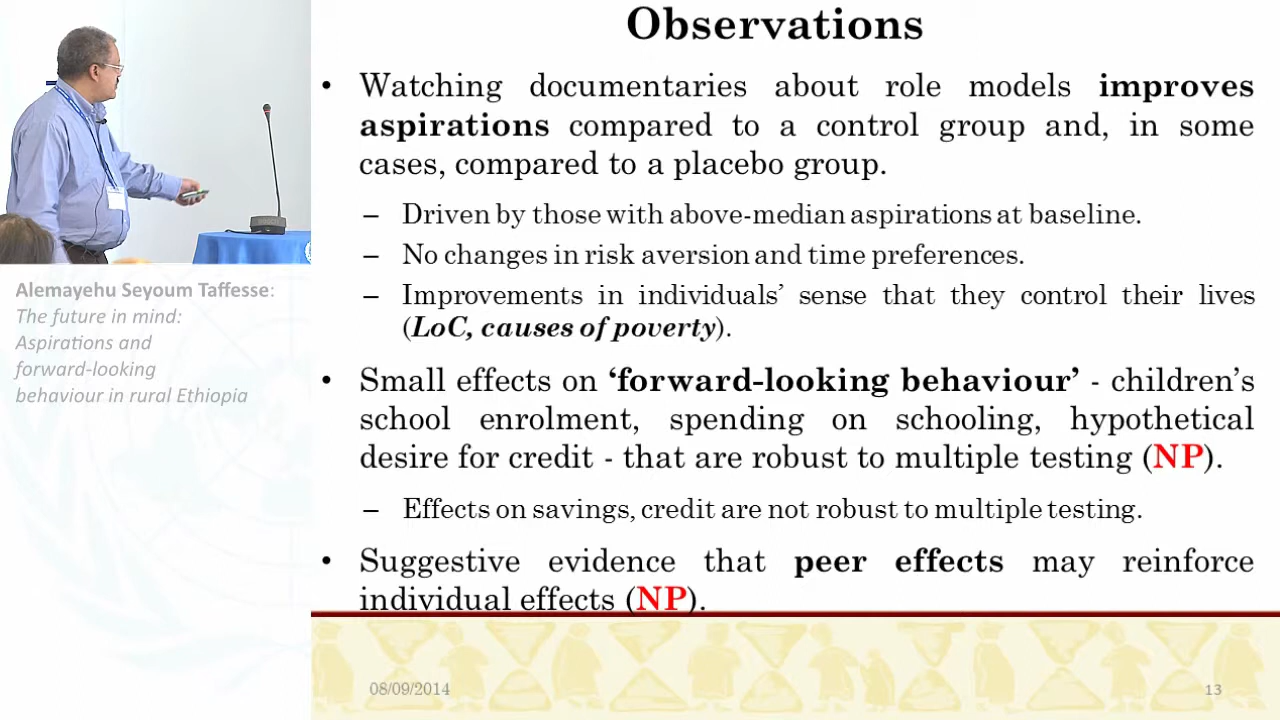 Observations
• Watching documentaries about role models improves
aspirations compared to a control group and, in some
cases, compared to a placebo group.
– Driven by those with above-median aspirations at baseline.
– No changes in risk aversion and time preferences.
– Improvements in individuals’ sense that they control their lives
(LoC, causes of poverty).
• Small effects on ‘forward-looking behaviour’ - children’s
school enrolment, spending on schooling, hypothetical
desire for credit - that are robust to multiple testing (NP).
– Effects on savings, credit are not robust to multiple testing.
• Suggestive evidence that peer effects may reinforce
individual effects (NP).
08/09/2014
13
Alemayehu Seyoum Taffesse:
The future in mind:
Aspirations and
forward-looking
behaviour in rural Ethiopia